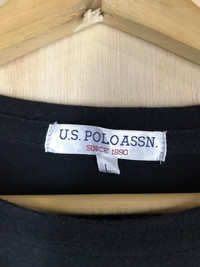 U.S. POLO ASSN.
SINCE 1890
L